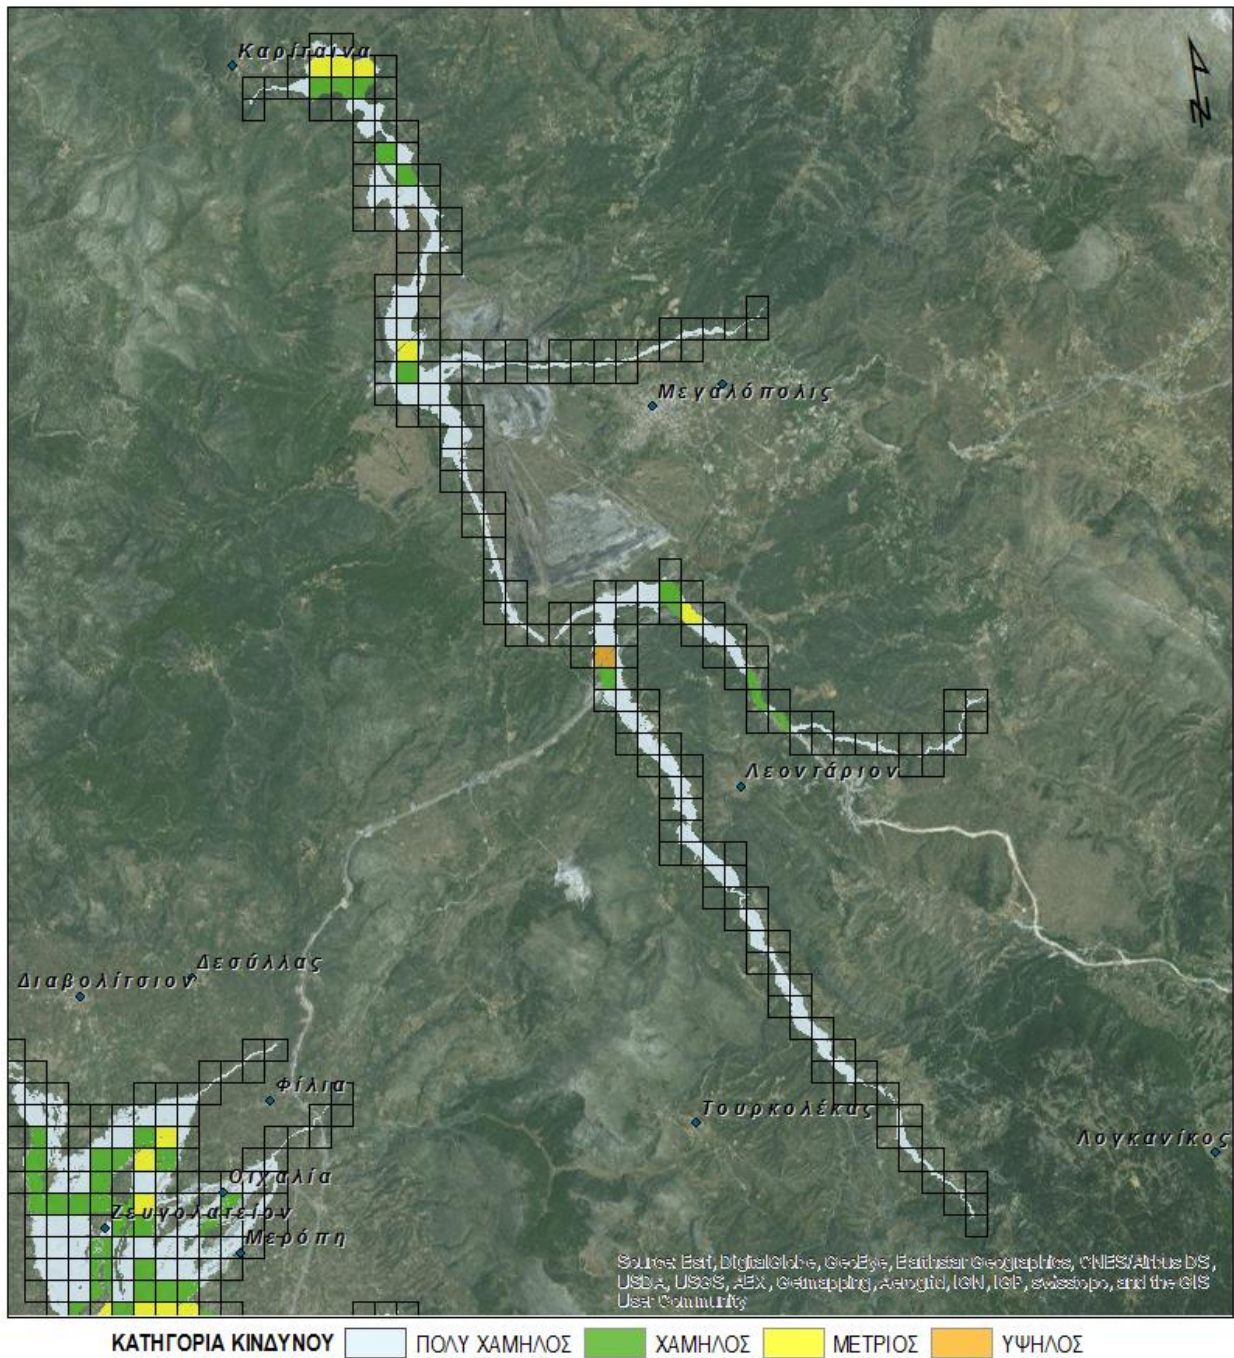 Καρίταινα
Μεγαλόπολις
Λεοντάριον
Δεσύλλας
Διαβολίτσιον
Φίλια
Τουρκολέκας
Λογκανίκος
Οιχαλία
Ζευγολατείον
Μερόπη
Source: Esri, DigitalGlobe, GeoEye, Earthstar Geographics, CNES/Airbus DS,
USDA, USGS, AEX, Getmapping, Aerogrid, IGN, IGP, swisstopo, and the GIS
User Community
ΚΑΤΗΓΟΡΙΑ ΚΙΝΔΥΝΟΥ ΠΟΛΥ ΧΑΜΗΛΟΣ ΧΑΜΗΛΟΣ ΜΕΤΡΙΟΣ ΥΨΗΛΟΣ